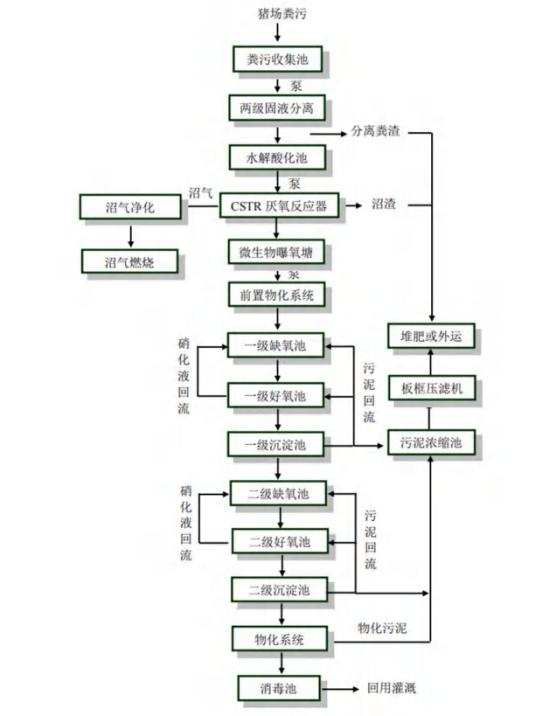 猪场粪污
粪污收集池
泵
两级固液分离
分离粪渣
水解酸化池
泵
沼气
沼气净化
CSTR 厌氧反应器
沼渣
微生物曝氧塘
沼气燃烧
泵
前置物化系统
堆肥或外运
一级缺氧池
硝化液回流
污泥回流
板框压滤机
一级好氧池
一级沉淀池
污泥浓缩池
二级缺氧池
硝化液回流
污泥回流
二级好氧池
二级沉淀池
物化污泥
物化系统
消毒池
回用灌溉